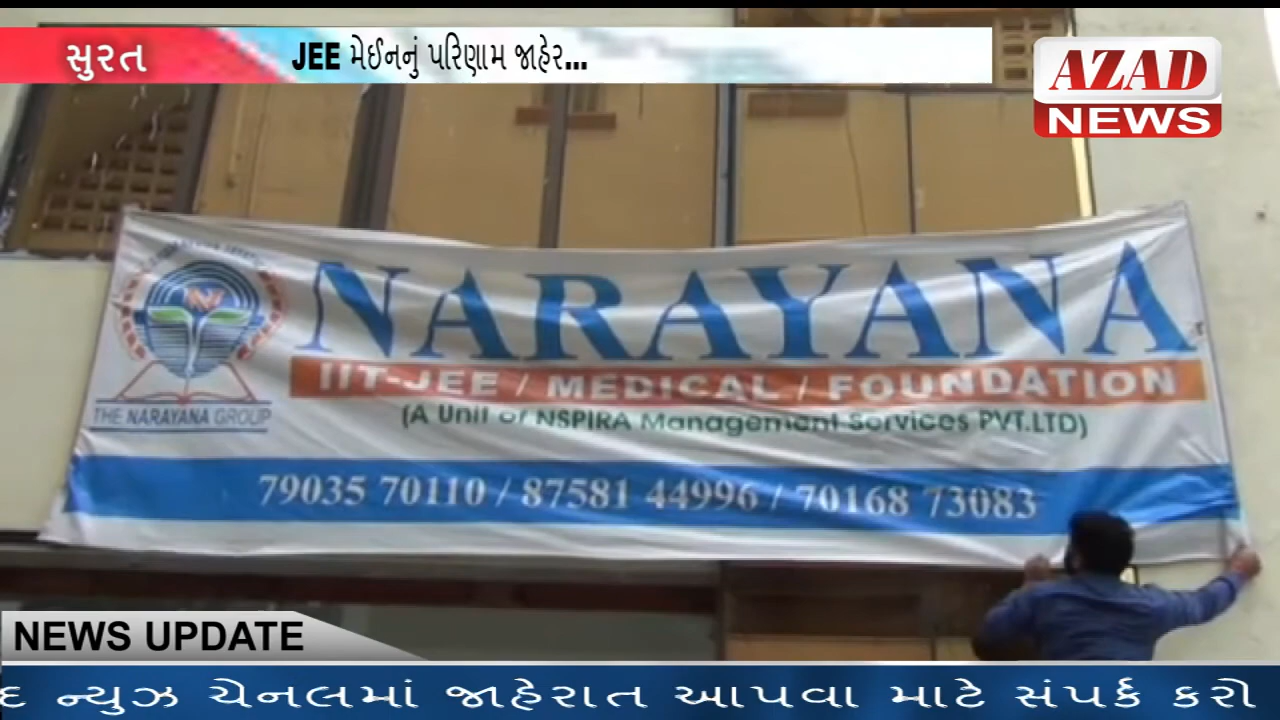 સુરત
JEE મેઈનનું પરિણામ જાહેર...
AZAD
NEWS
NARAYANA
IIT-JEE / MEDICAL / FOUNDATION
(A Unit of NSPIRA Management Services PVT.LTD)
THE NARAYANA GROUP
79035 70110 / 87581 44996 / 70168 73083
NEWS UPDATE
દ ન્યુઝ ચેનલમાં જાહેરાત આપવા માટે સંપર્ક કરો